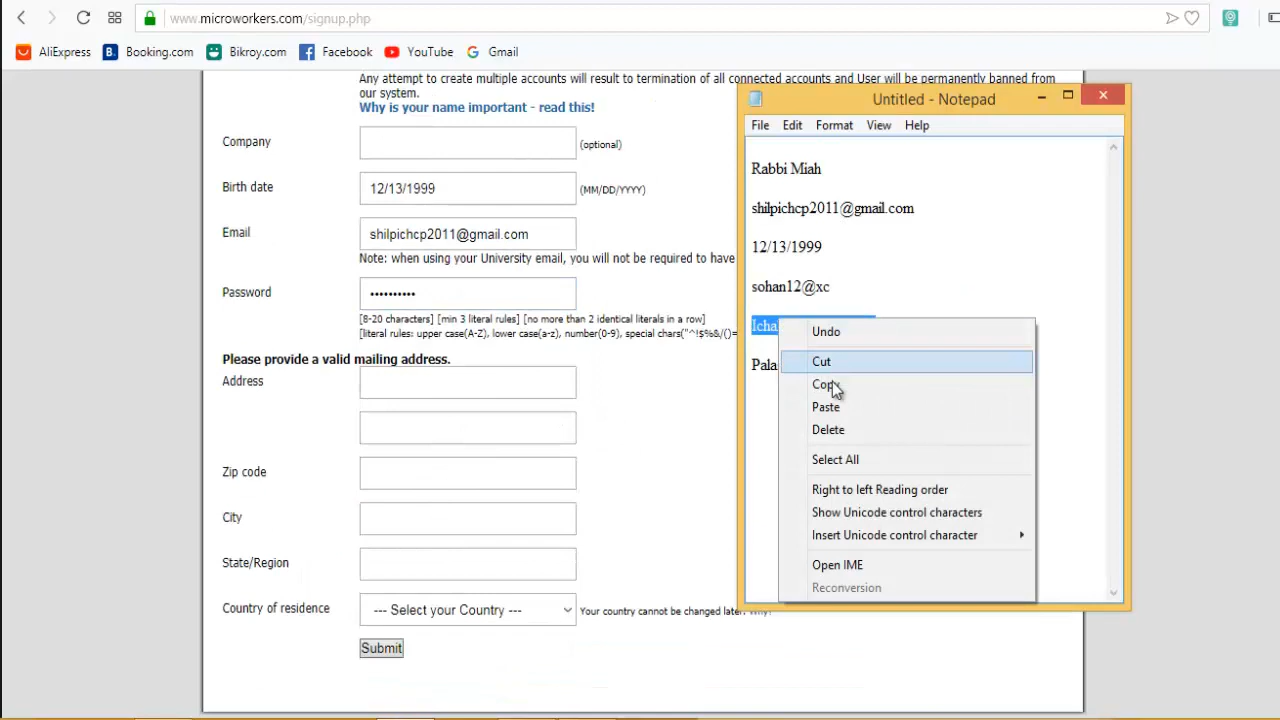 www.microworkers.com/signup.php
AliExpress Booking.com Bikroy.com Facebook YouTube Gmail
Any attempt to create multiple accounts will result to termination of all connected accounts and User will be permanently banned from
our system.
Why is your name important - read this!
Company (optional)
Birth date 12/13/1999 (MM/DD/YYYY)
Email shilpichcp2011@gmail.com
Note: when using your University email, you will not be required to have
Password ••••••••••
[8-20 characters] [min 3 literal rules] [no more than 2 identical literals in a row]
[literal rules: upper case(A-Z), lower case(a-z), number(0-9), special chars("^!$%&/()=
Please provide a valid mailing address.
Address
Zip code
City
State/Region
Country of residence --- Select your Country --- Your country cannot be changed later. Why?
Submit
Untitled - Notepad
File Edit Format View Help
Rabbi Miah
shilpichcp2011@gmail.com
12/13/1999
sohan12@xc
Icha
Pala
Undo
Cut
Copy
Paste
Delete
Select All
Right to left Reading order
Show Unicode control characters
Insert Unicode control character
Open IME
Reconversion